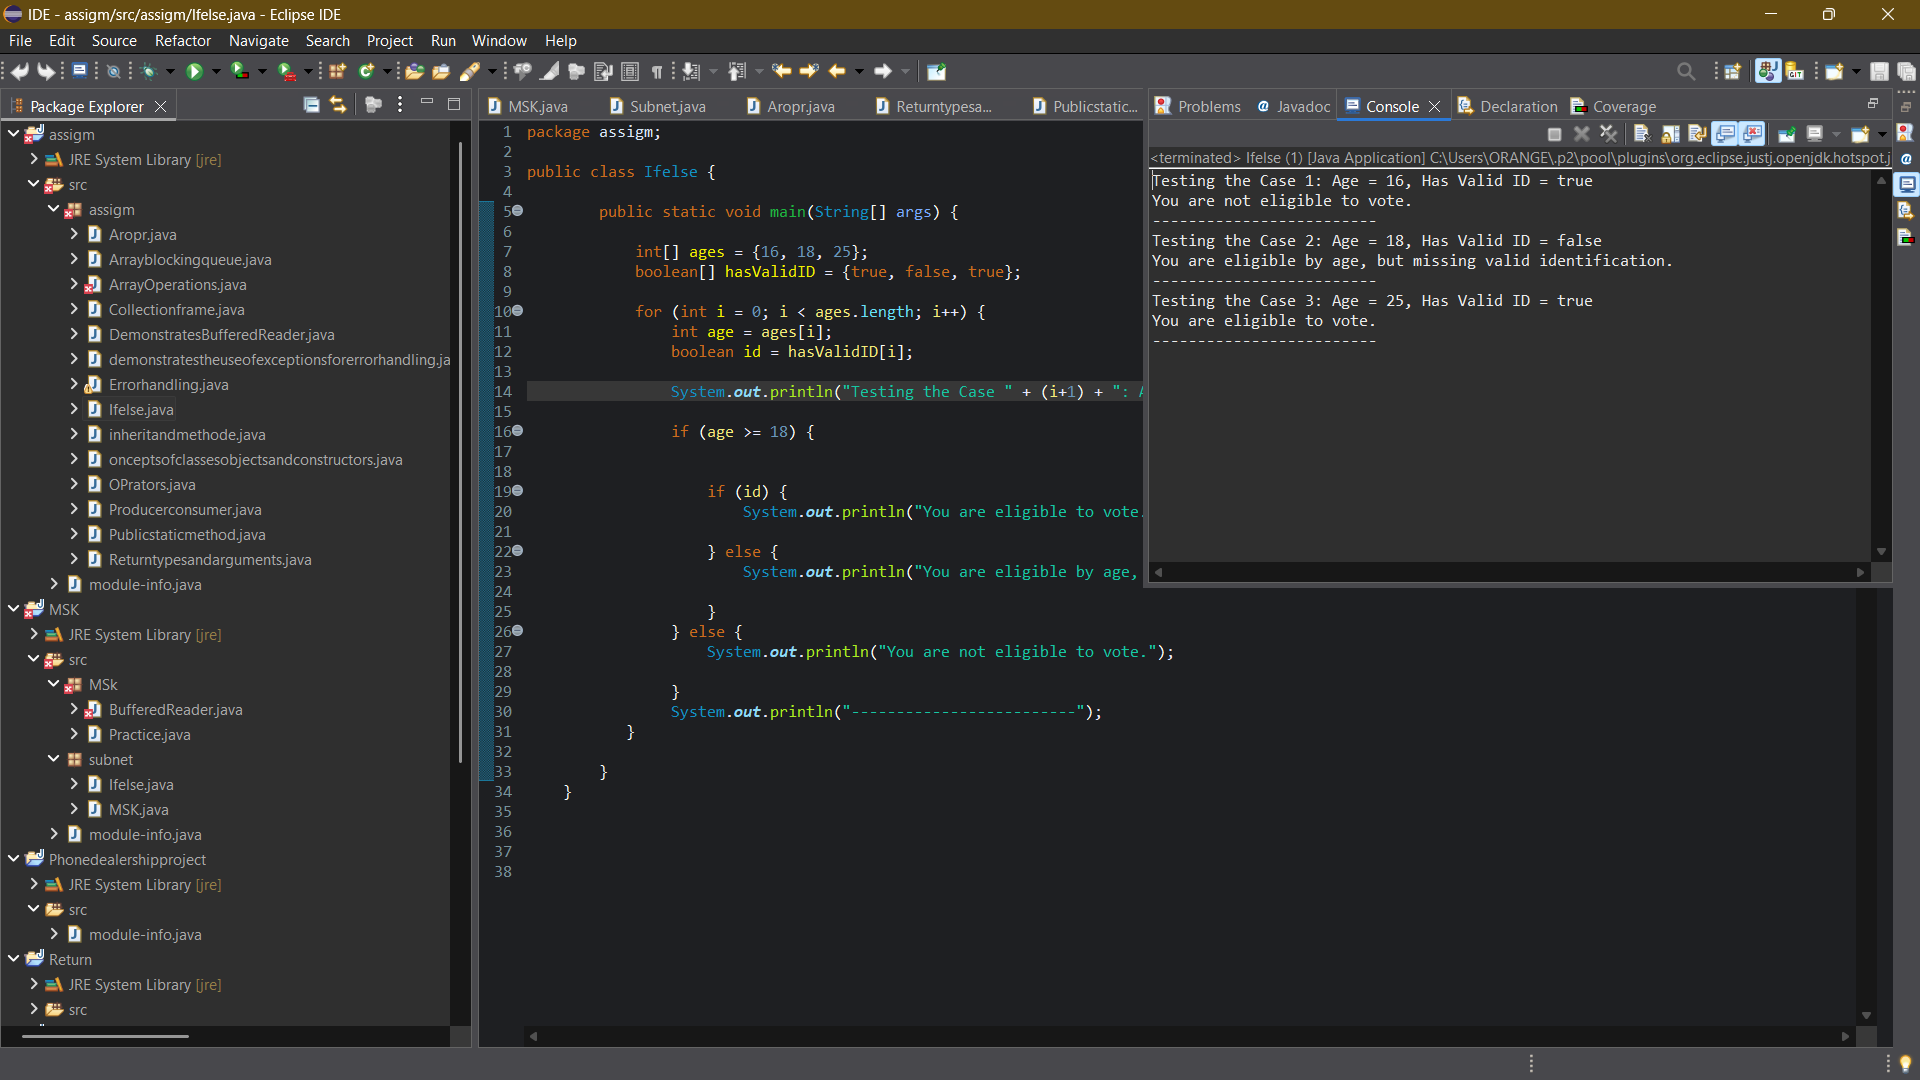 IDE - assigm/src/assigm/Ifelse.java - Eclipse IDE
File Edit Source Refactor Navigate Search Project Run Window Help
Package Explorer
assigm
JRE System Library [jre]
src
assigm
Aropr.java
Arrayblockingqueue.java
ArrayOperations.java
Collectionframe.java
DemonstratesBufferedReader.java
demonstratestheuseofexceptionsforerrorhandling.ja
Errorhandling.java
Ifelse.java
inheritandmethode.java
onceptsofclassesobjectsandconstructors.java
OPrators.java
Producerconsumer.java
Publicstaticmethod.java
Returntypesandarguments.java
module-info.java
MSK
JRE System Library [jre]
src
MSk
BufferedReader.java
Practice.java
subnet
Ifelse.java
MSK.java
module-info.java
Phonedealershipproject
JRE System Library [jre]
src
module-info.java
Return
JRE System Library [jre]
src
MSK.java Subnet.java Aropr.java Returntypesa... Publicstatic...
1 package assigm;
2
3 public class Ifelse {
4
5 public static void main(String[] args) {
6
7 int[] ages = {16, 18, 25};
8 boolean[] hasValidID = {true, false, true};
9
10 for (int i = 0; i < ages.length; i++) {
11 int age = ages[i];
12 boolean id = hasValidID[i];
13
14 System.out.println("Testing the Case " + (i+1) + ": A
15
16 if (age >= 18) {
17
18
19 if (id) {
20 System.out.println("You are eligible to vote.
21
22 } else {
23 System.out.println("You are eligible by age,
24
25 }
26 } else {
27 System.out.println("You are not eligible to vote.");
28
29 }
30 System.out.println("-------------------------");
31 }
32
33 }
34 }
35
36
37
38
Problems Javadoc Console Declaration Coverage
<terminated> Ifelse (1) [Java Application] C:\Users\ORANGE\.p2\pool\plugins\org.eclipse.justj.openjdk.hotspot.j
Testing the Case 1: Age = 16, Has Valid ID = true
You are not eligible to vote.
-------------------------
Testing the Case 2: Age = 18, Has Valid ID = false
You are eligible by age, but missing valid identification.
-------------------------
Testing the Case 3: Age = 25, Has Valid ID = true
You are eligible to vote.
-------------------------